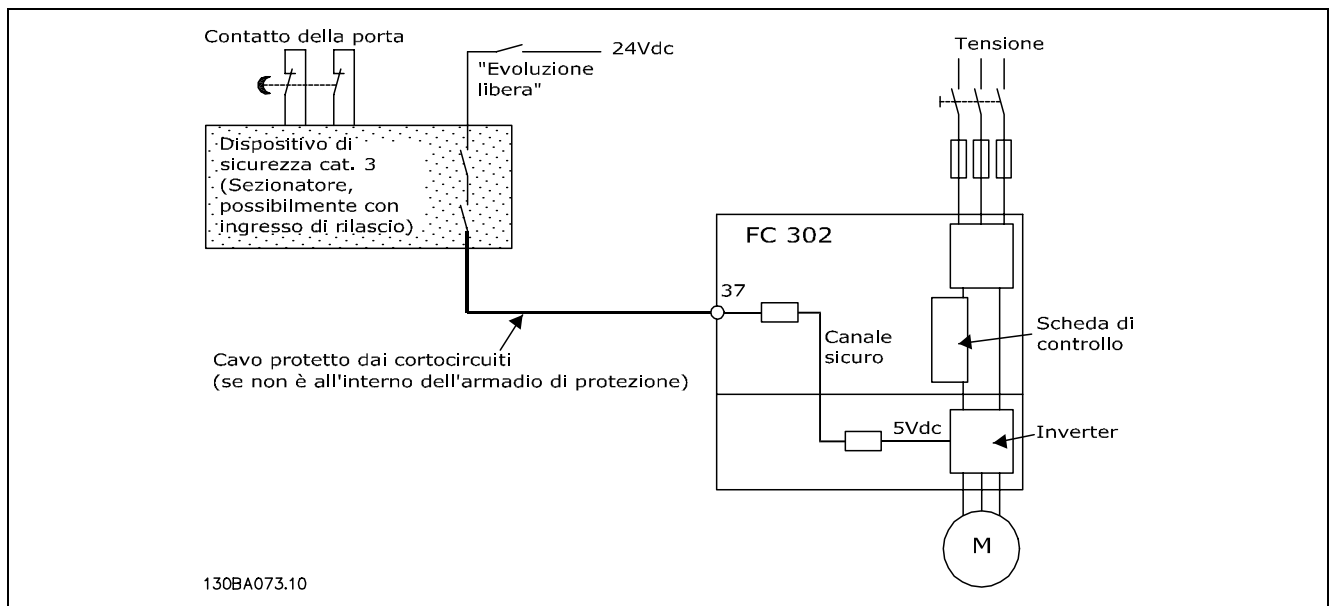 Contatto della porta
24Vdc
"Evoluzione
libera"
Tensione
Dispositivo di
sicurezza cat. 3
(Sezionatore,
possibilmente con
ingresso di rilascio)
FC 302
37
Canale
sicuro
Scheda di
controllo
Cavo protetto dai cortocircuiti
(se non è all'interno dell'armadio di protezione)
5Vdc
Inverter
M
130BA073.10